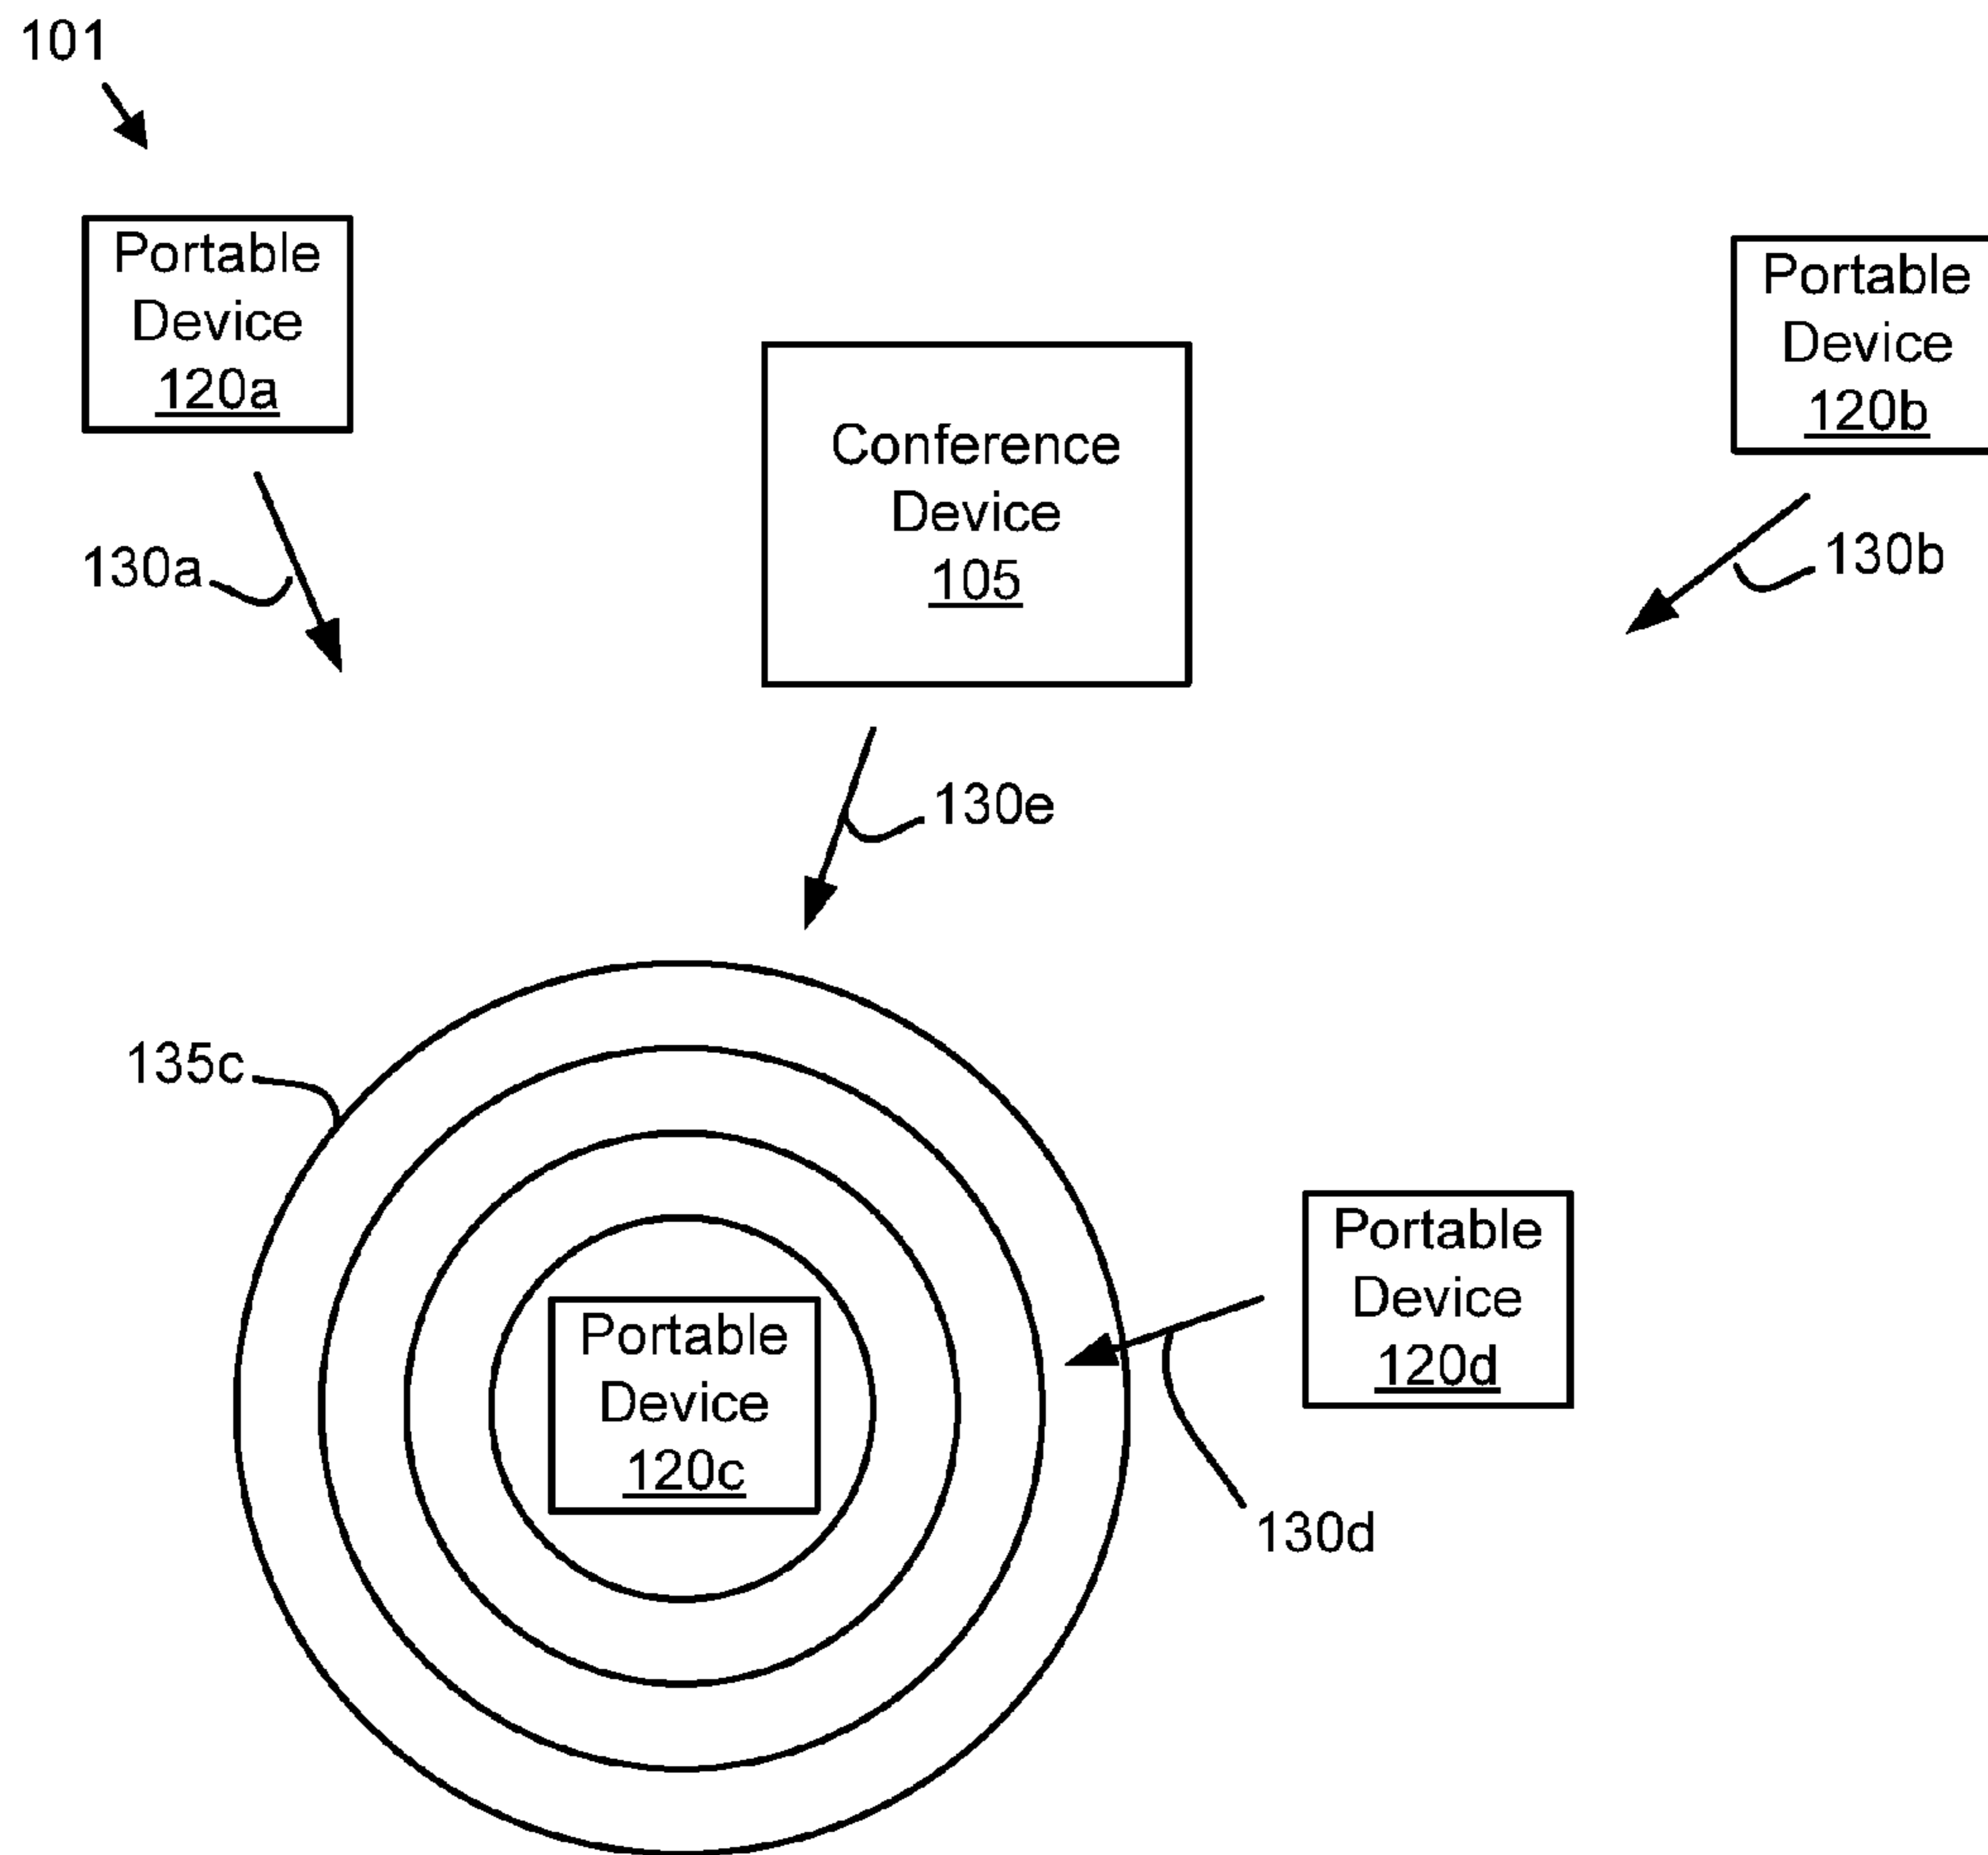 101
Portable
Device
120a
Portable
Device
120b
Conference
Device
105
130a
130b
130e
135c
Portable
Device
120d
Portable
Device
120c
130d